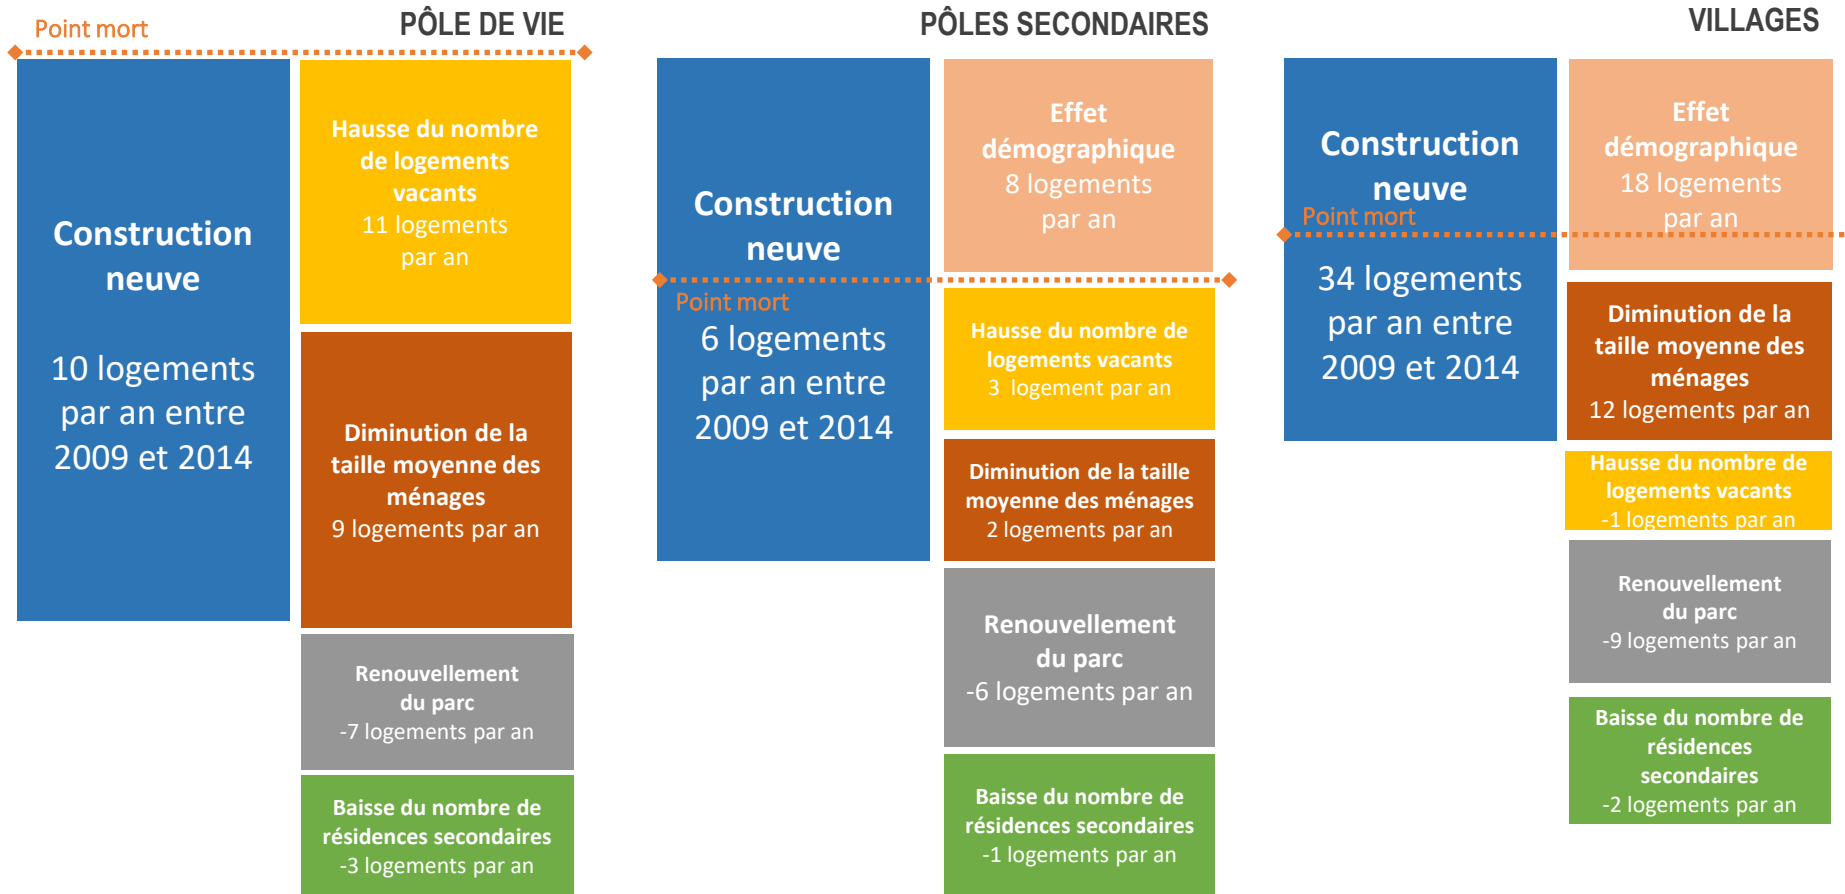 PÔLE DE VIE
Point mort
Construction
neuve
10 logements
par an entre
2009 et 2014
Hausse du nombre
de logements
vacants
11 logements
par an
Diminution de la
taille moyenne des
ménages
9 logements par an
Renouvellement
du parc
-7 logements par an
Baisse du nombre de
résidences secondaires
-3 logements par an
PÔLES SECONDAIRES
Construction
neuve
Point mort
6 logements
par an entre
2009 et 2014
Effet
démographique
8 logements
par an
Hausse du nombre de
logements vacants
3 logement par an
Diminution de la taille
moyenne des ménages
2 logements par an
Renouvellement
du parc
-6 logements par an
Baisse du nombre de
résidences secondaires
-1 logements par an
VILLAGES
Construction
neuve
Point mort
34 logements
par an entre
2009 et 2014
Effet
démographique
18 logements
par an
Diminution de la
taille moyenne des
ménages
12 logements par an
Hausse du nombre de
logements vacants
-1 logements par an
Renouvellement
du parc
-9 logements par an
Baisse du nombre de
résidences
secondaires
-2 logements par an